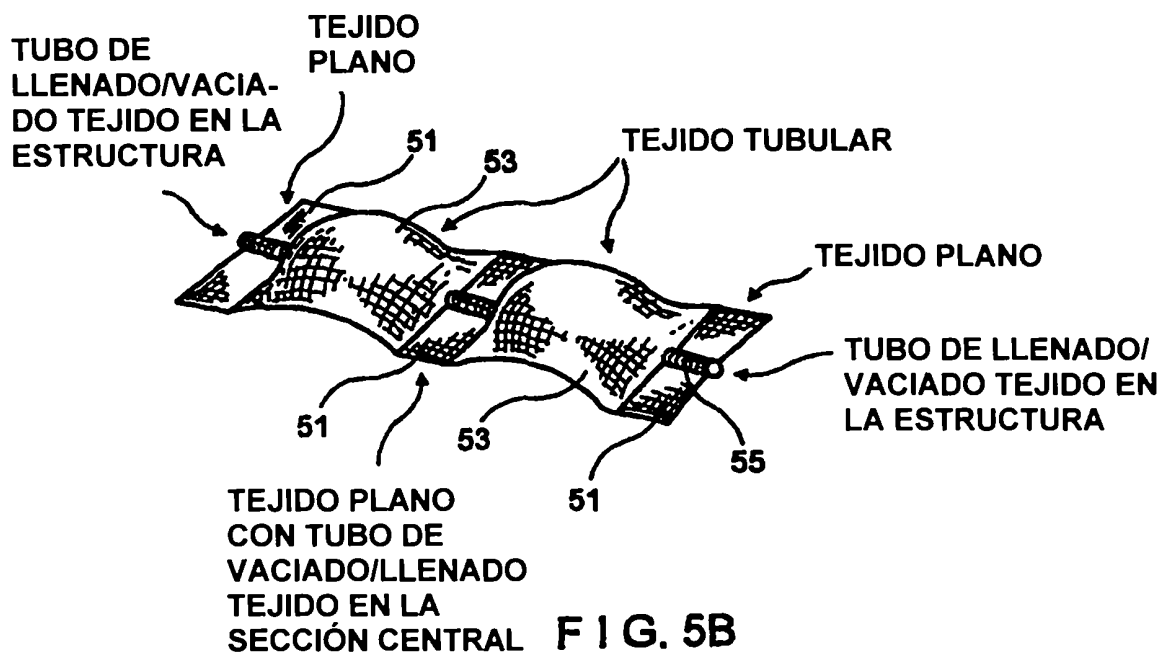 TUBO DE
LLENADO/VACIA-
DO TEJIDO EN LA
ESTRUCTURA
TEJIDO
PLANO
51
53
TEJIDO TUBULAR
TEJIDO PLANO
TUBO DE LLENADO/
VACIADO TEJIDO EN
LA ESTRUCTURA
51
53
51
55
TEJIDO PLANO
CON TUBO DE
VACIADO/LLENADO
TEJIDO EN LA
SECCIÓN CENTRAL
FIG. 5B